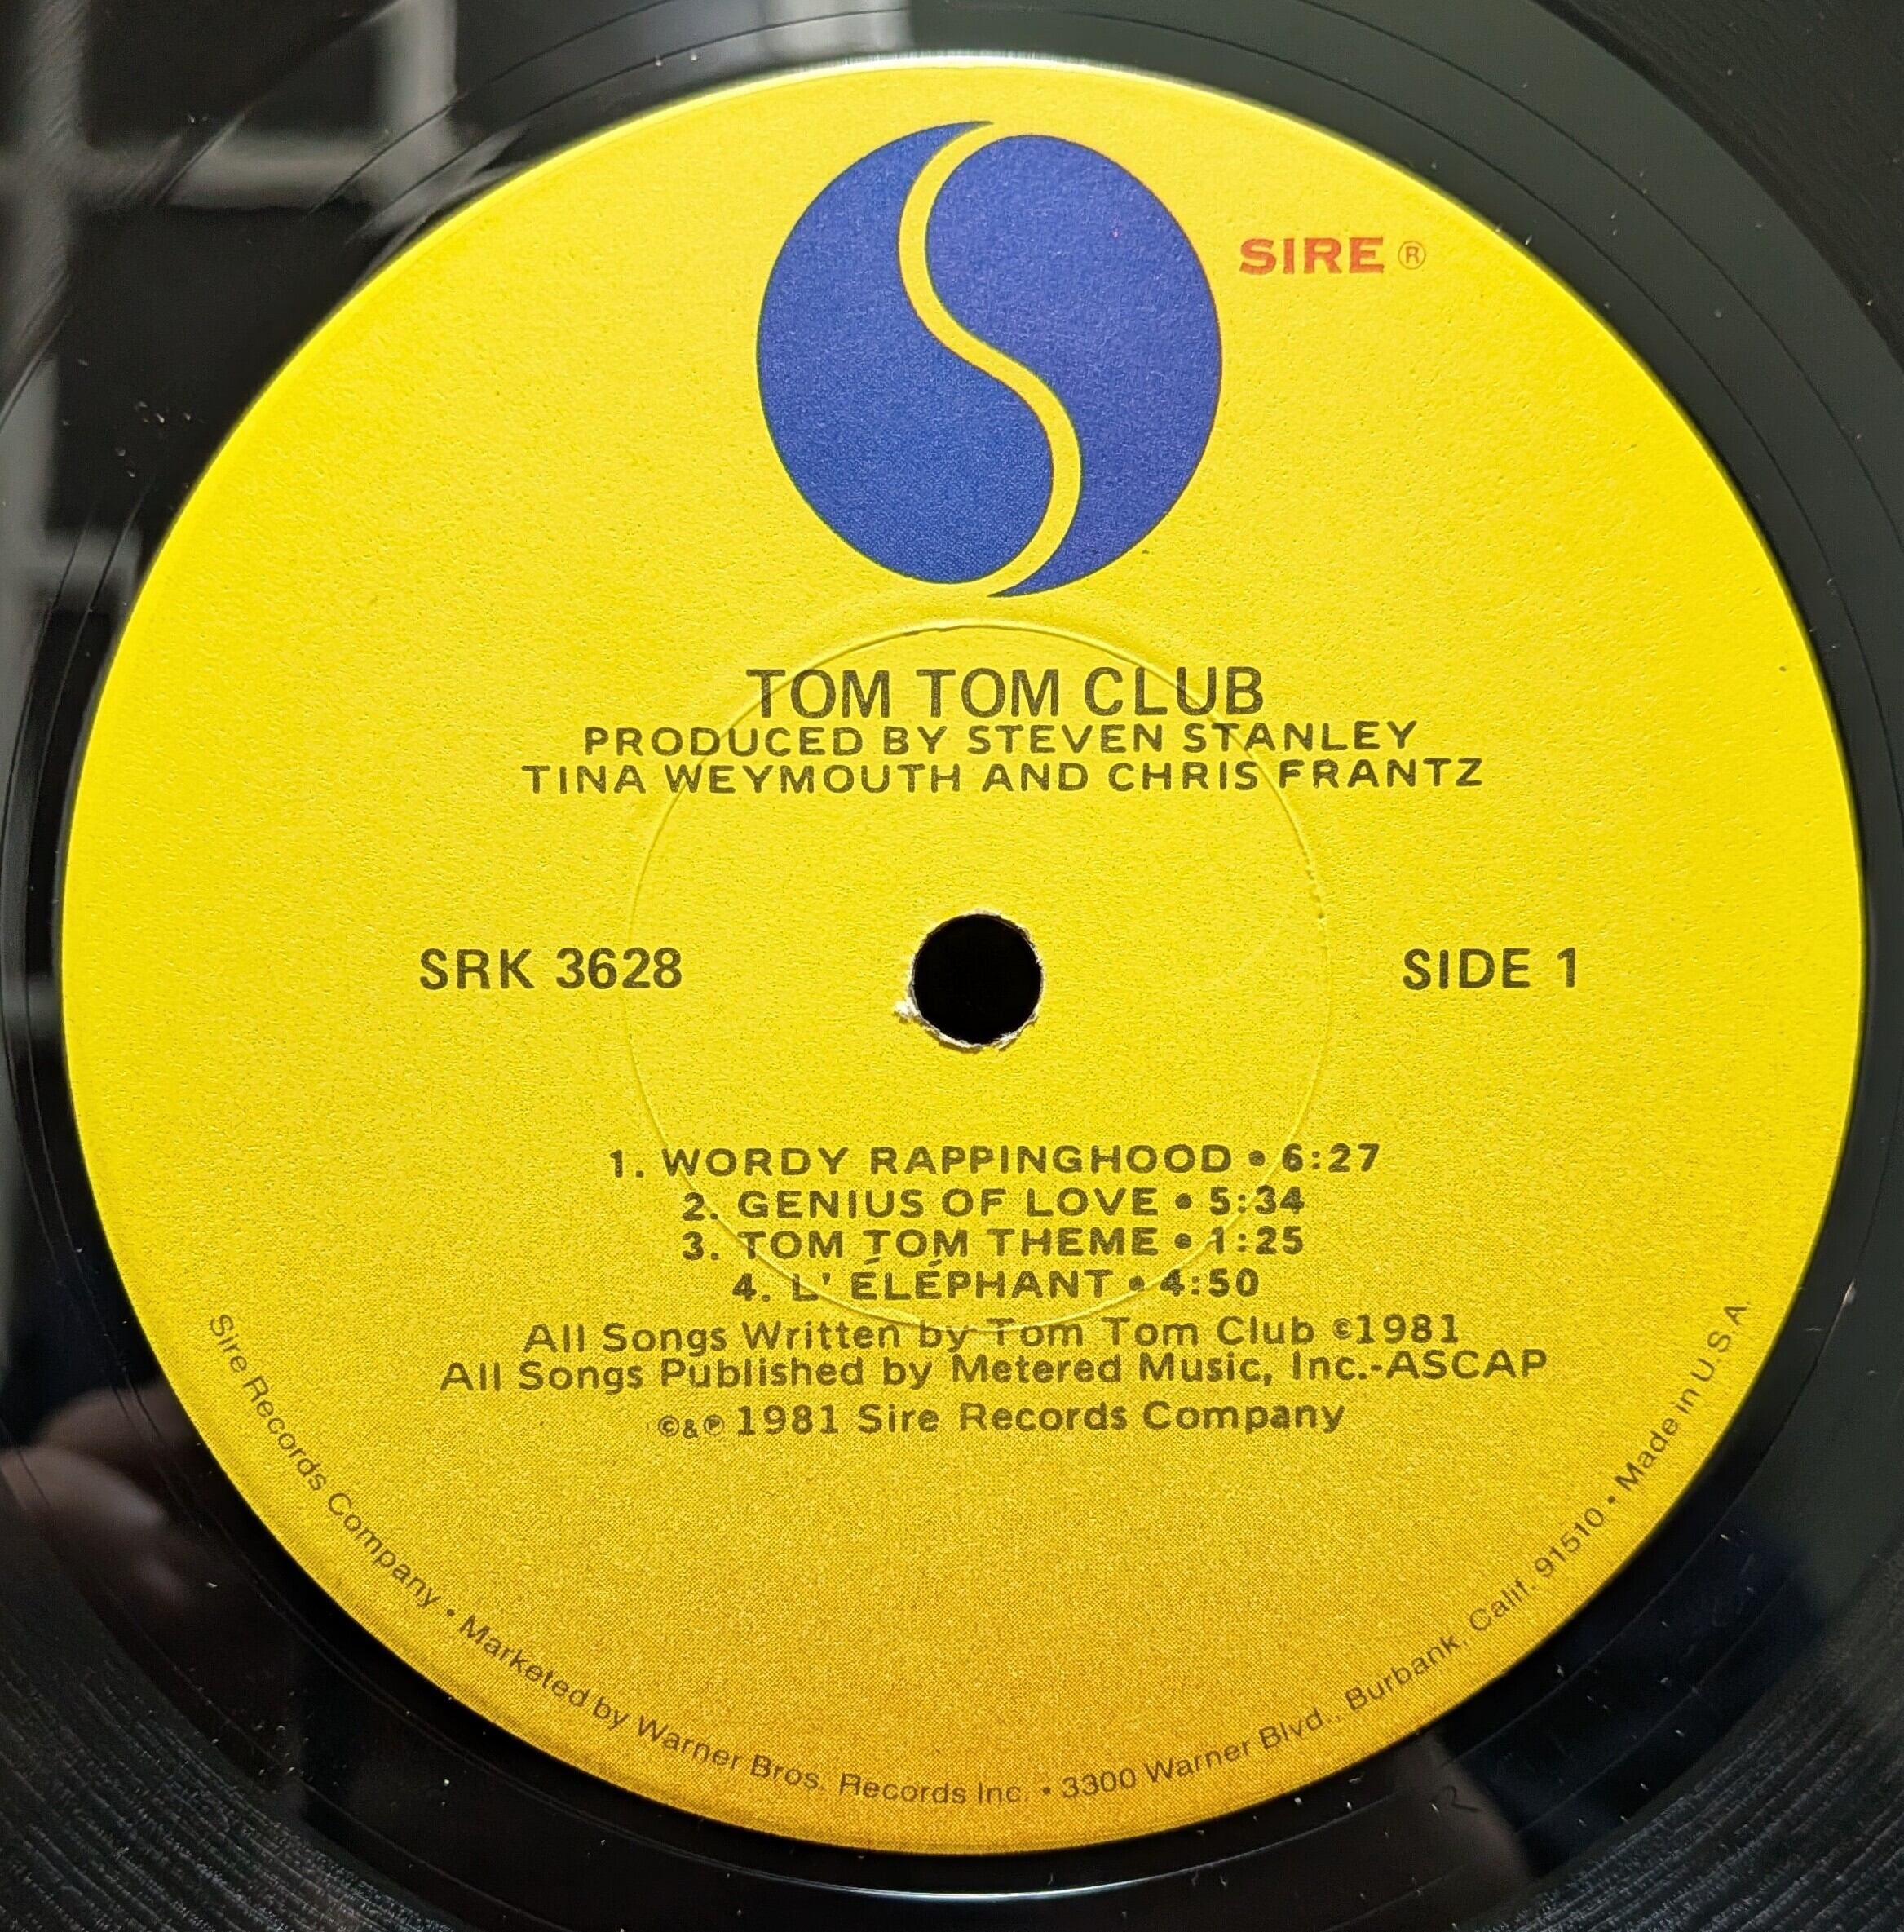 SIRE ®
TOM TOM CLUB
PRODUCED BY STEVEN STANLEY
TINA WEYMOUTH AND CHRIS FRANTZ
SRK 3628
SIDE 1
1. WORDY RAPPINGHOOD • 6:27
2. GENIUS OF LOVE • 5:34
3. TOM TOM THEME • 1:25
4. L' ÉLÉPHANT • 4:50
All Songs Written by Tom Tom Club ©1981
All Songs Published by Metered Music, Inc.-ASCAP
©&℗ 1981 Sire Records Company
Sire Records Company • Marketed by Warner Bros. Records Inc. • 3300 Warner Blvd., Burbank, Calif. 91510 • Made in U.S.A.